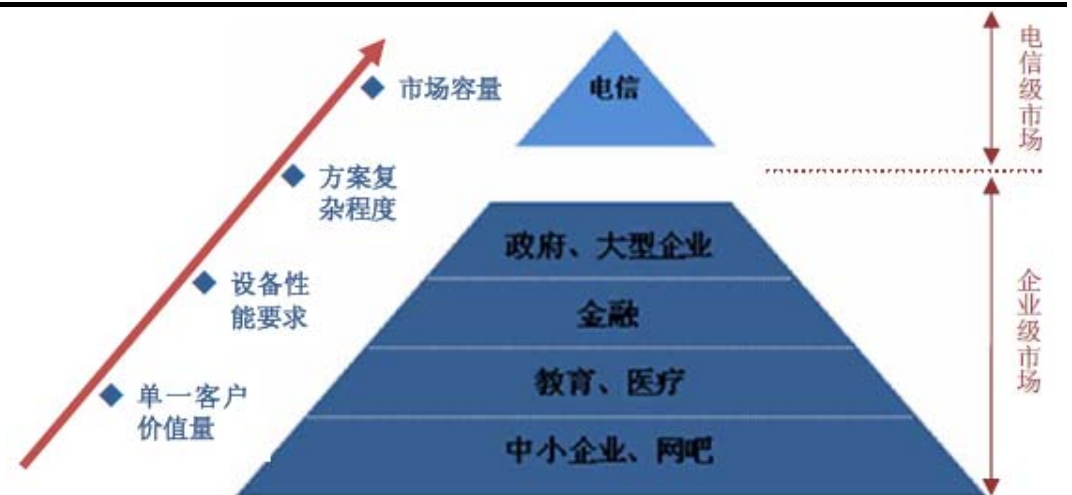 市场容量
方案复
杂程度
设备性
能要求
单一客户
价值量
电信
政府、大型企业
金融
教育、医疗
中小企业、网吧
电信级市场
企业级市场